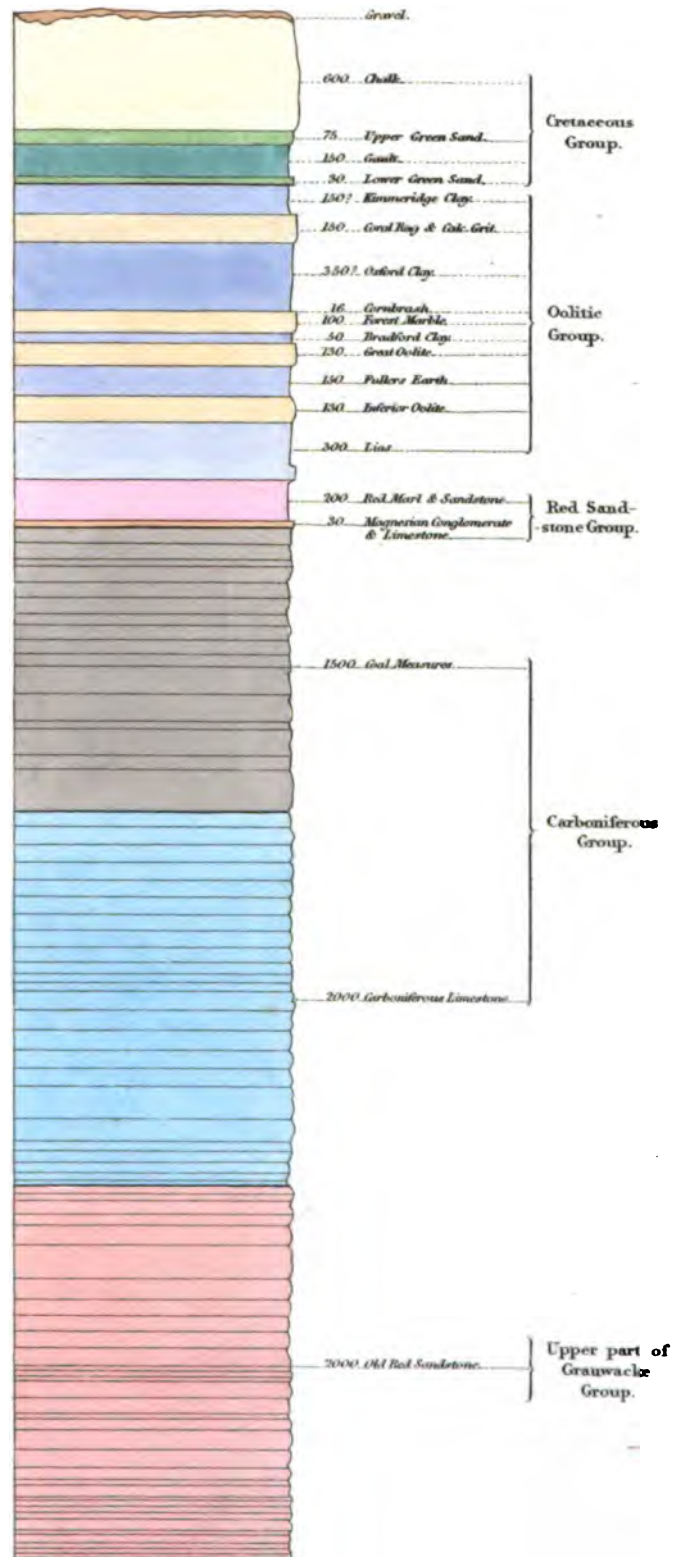 Gravel.
600 Chalk
75 Upper Green Sand.
150 Gault
30 Lower Green Sand.
Cretaceous
Group.
150? Kimmeridge Clay.
150 Coral Rag & Calc. Grit.
350? Oxford Clay.
16 Cornbrash.
100 Forest Marble.
50 Bradford Clay.
130 Great Oolite.
150 Fullers Earth
130 Inferior Oolite.
300 Lias
Oolitic
Group.
200 Red Marl & Sandstone.
30 Magnesian Conglomerate
& Limestone.
Red Sand-
-stone Group.
1500 Coal Measures
2000 Carboniferous Limestone
Carboniferous
Group.
2000 Old Red Sandstone.
Upper part of
Grauwacke
Group.